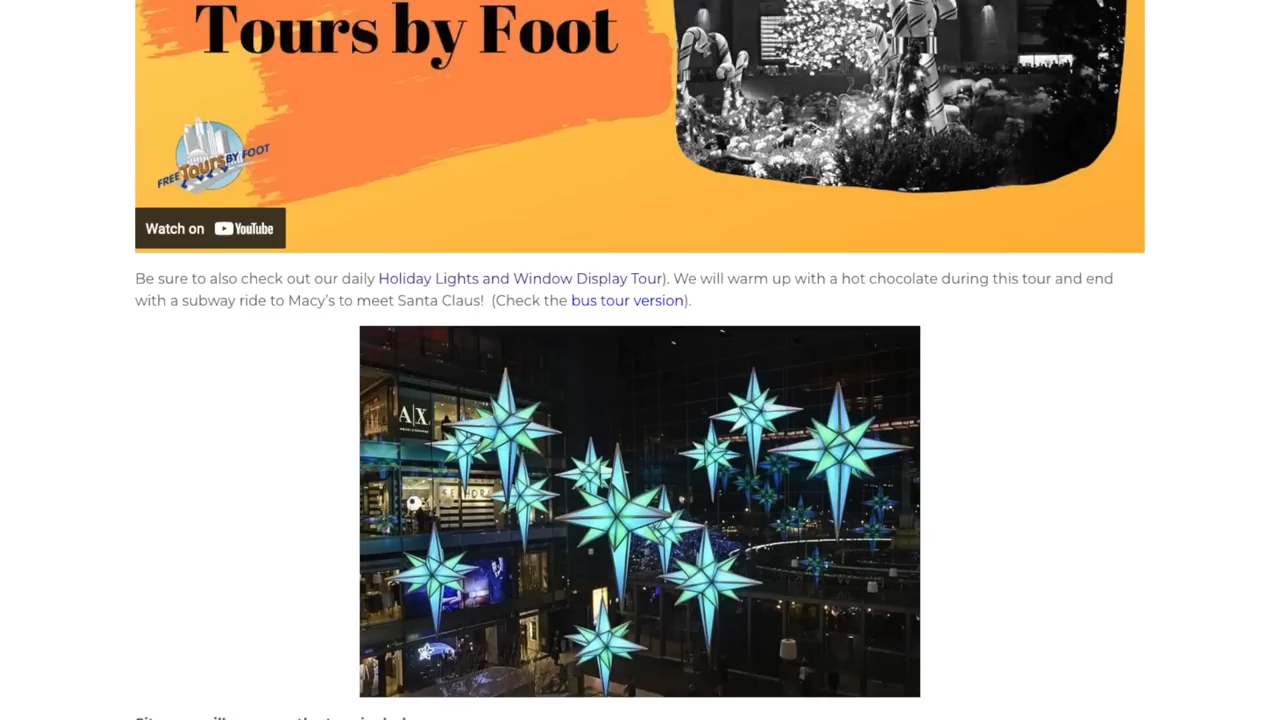 Tours by Foot
FREE TOURS BY FOOT
Watch on YouTube
Be sure to also check out our daily Holiday Lights and Window Display Tour). We will warm up with a hot chocolate during this tour and end
with a subway ride to Macy's to meet Santa Claus!  (Check the bus tour version).
A|X
SEPHORA